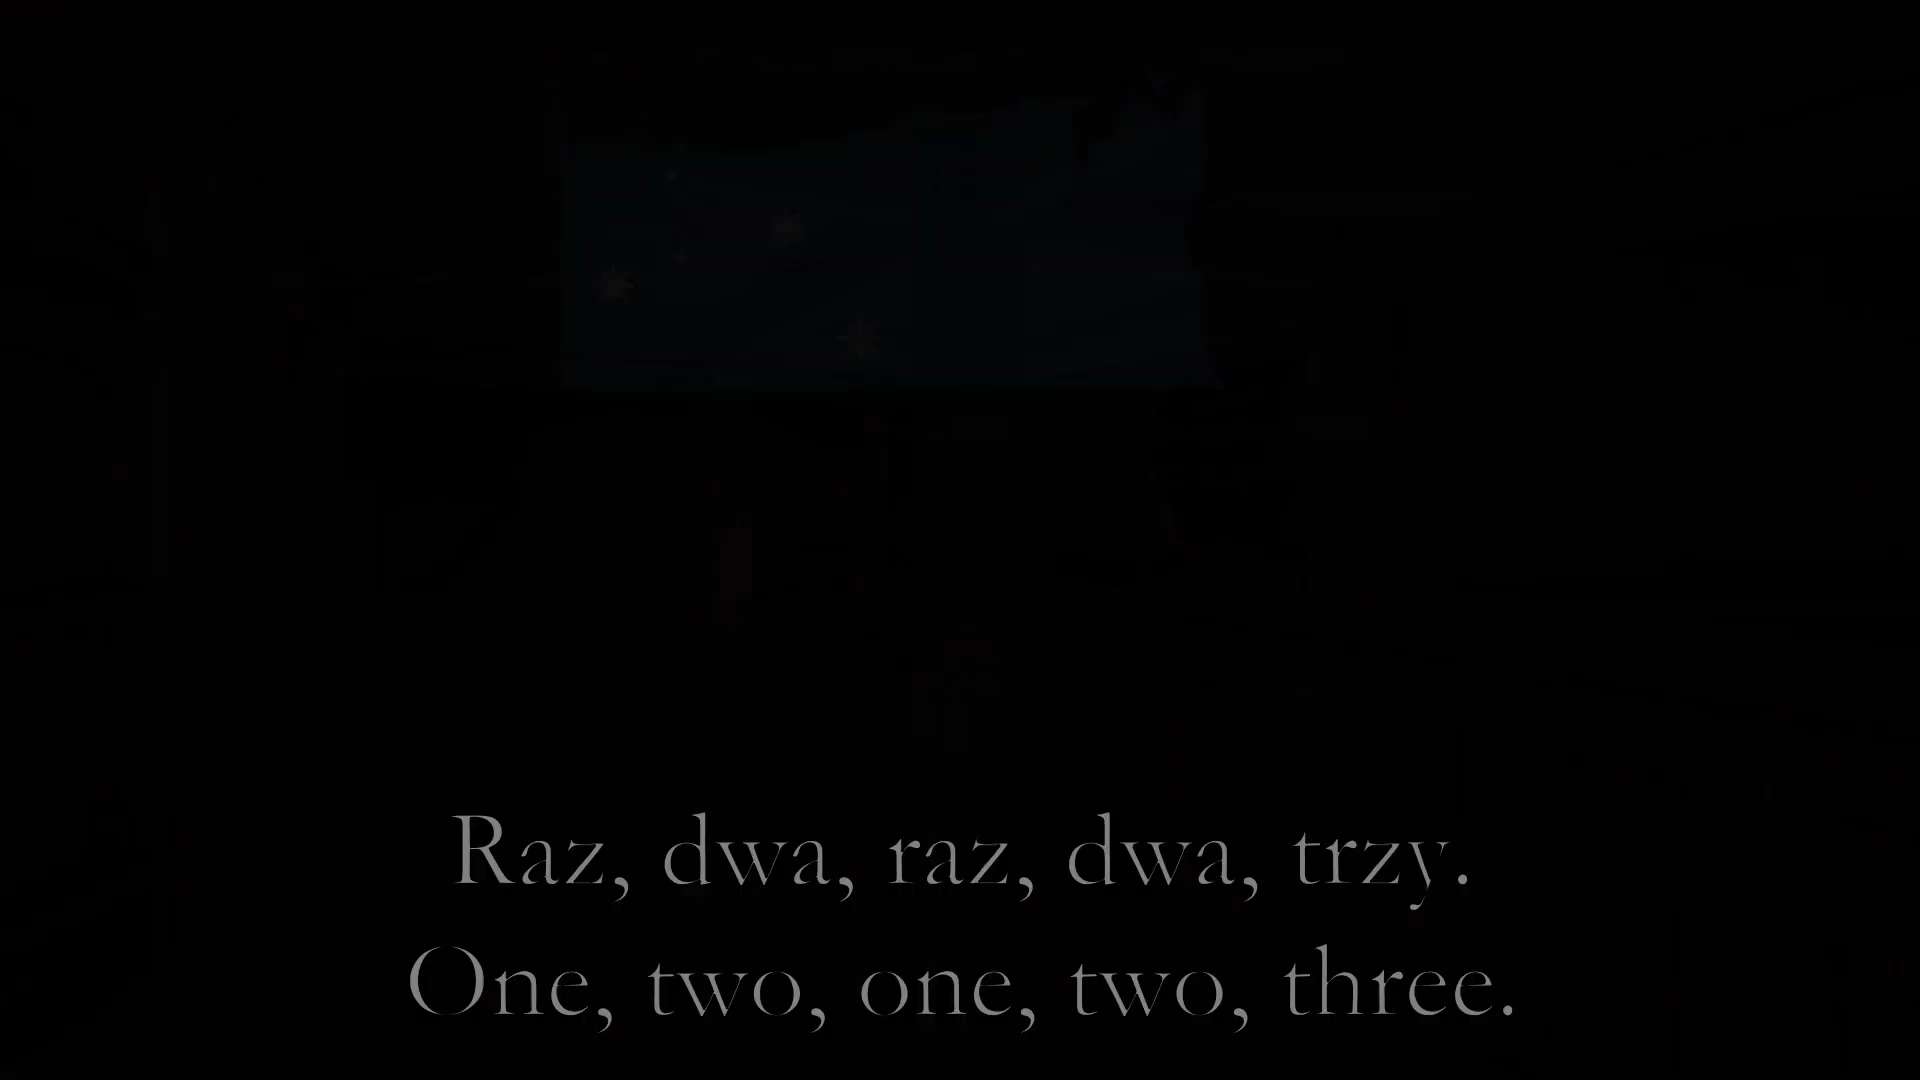 Raz, dwa, raz, dwa, trzy.
One, two, one, two, three.